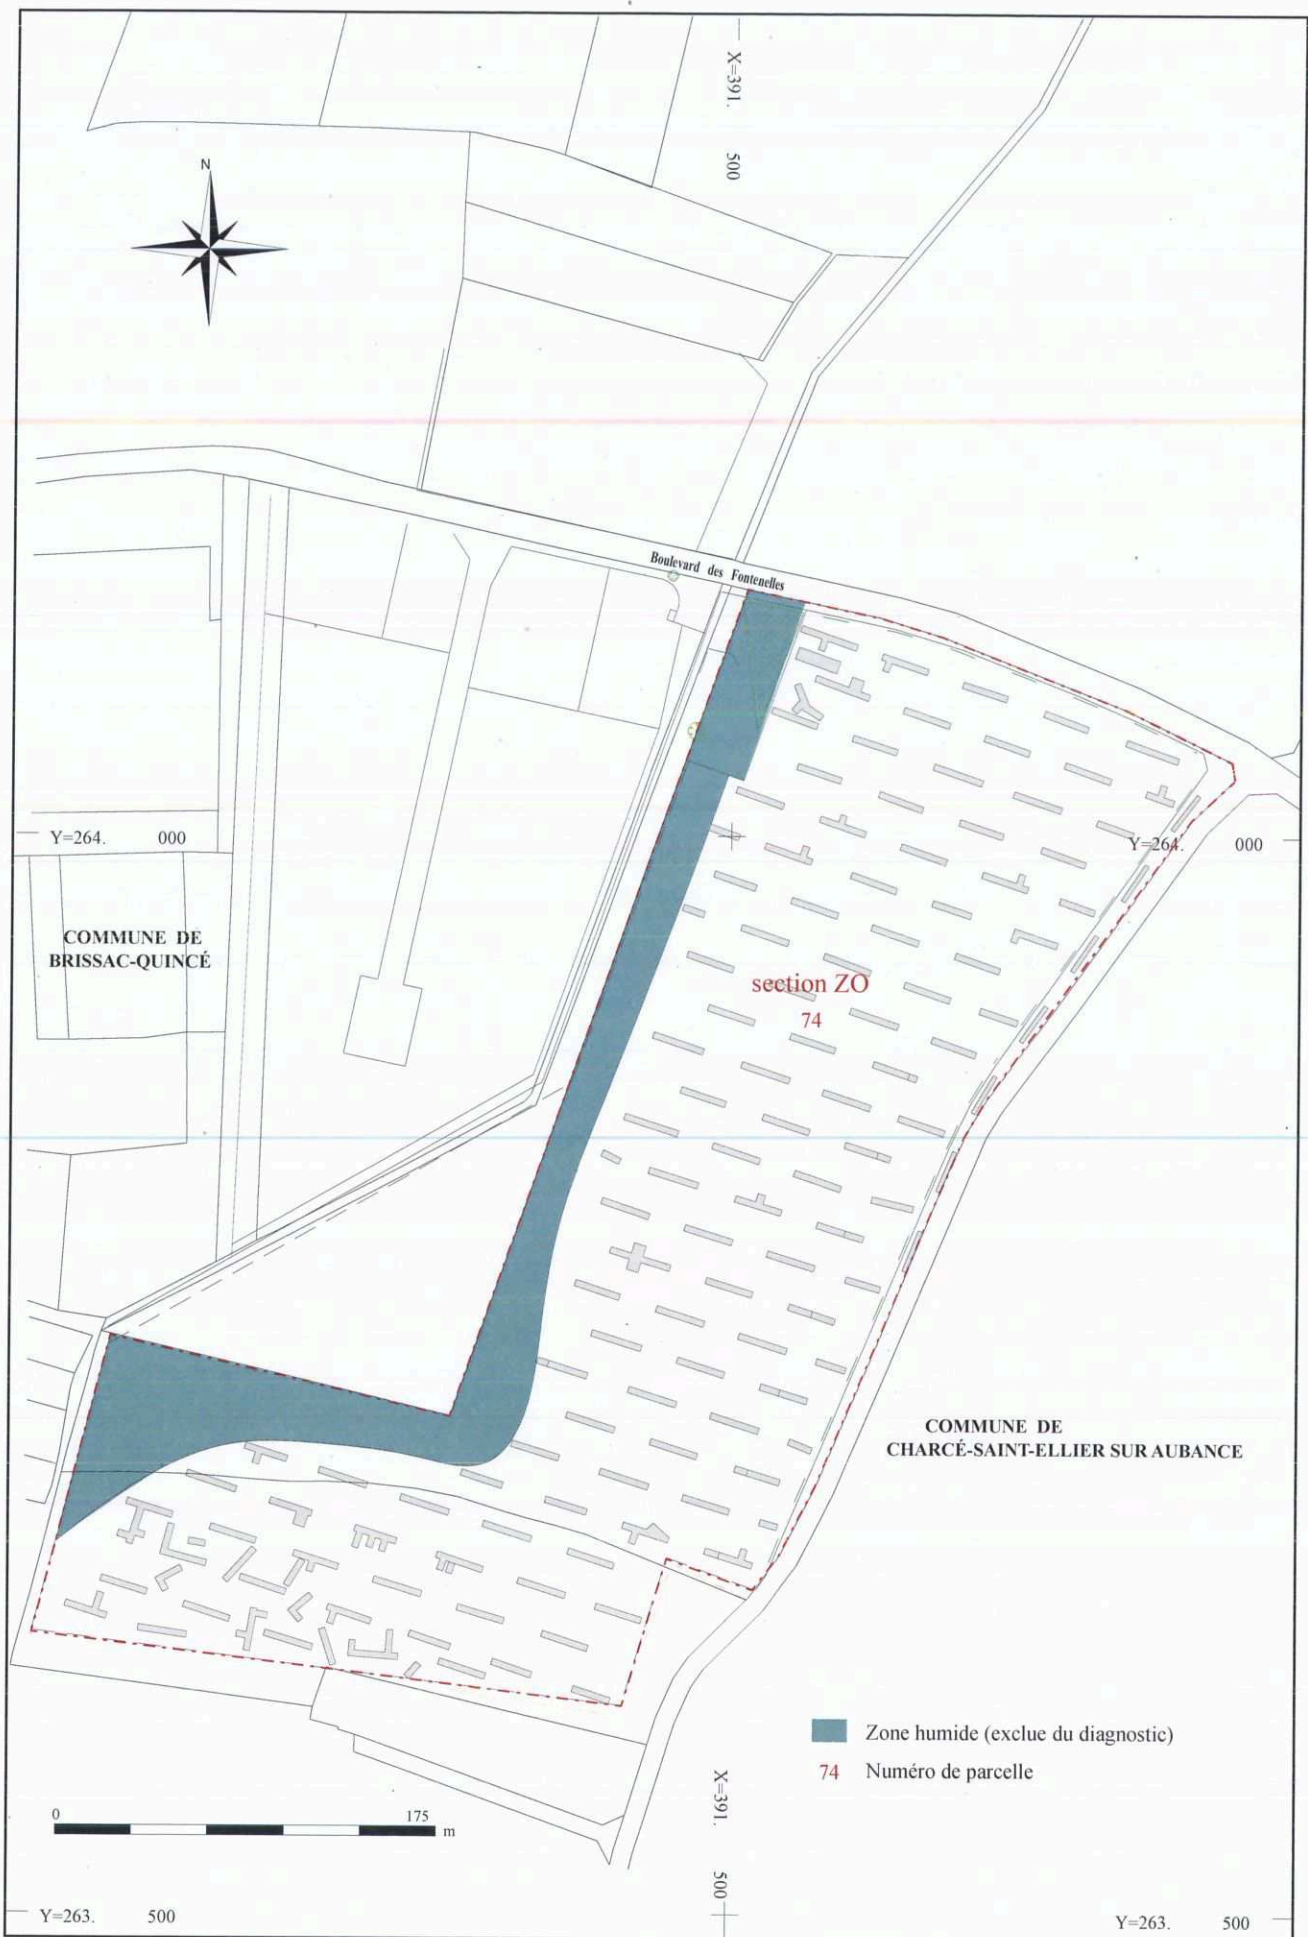 X=391. 500
N
Boulevard des Fontenelles
Y=264. 000
Y=264. 000
COMMUNE DE
BRISSAC-QUINCÉ
section ZO
74
COMMUNE DE
CHARCÉ-SAINT-ELLIER SUR AUBANCE
Zone humide (exclue du diagnostic)
74 Numéro de parcelle
0 175
m
X=391. 500
Y=263. 500
Y=263. 500